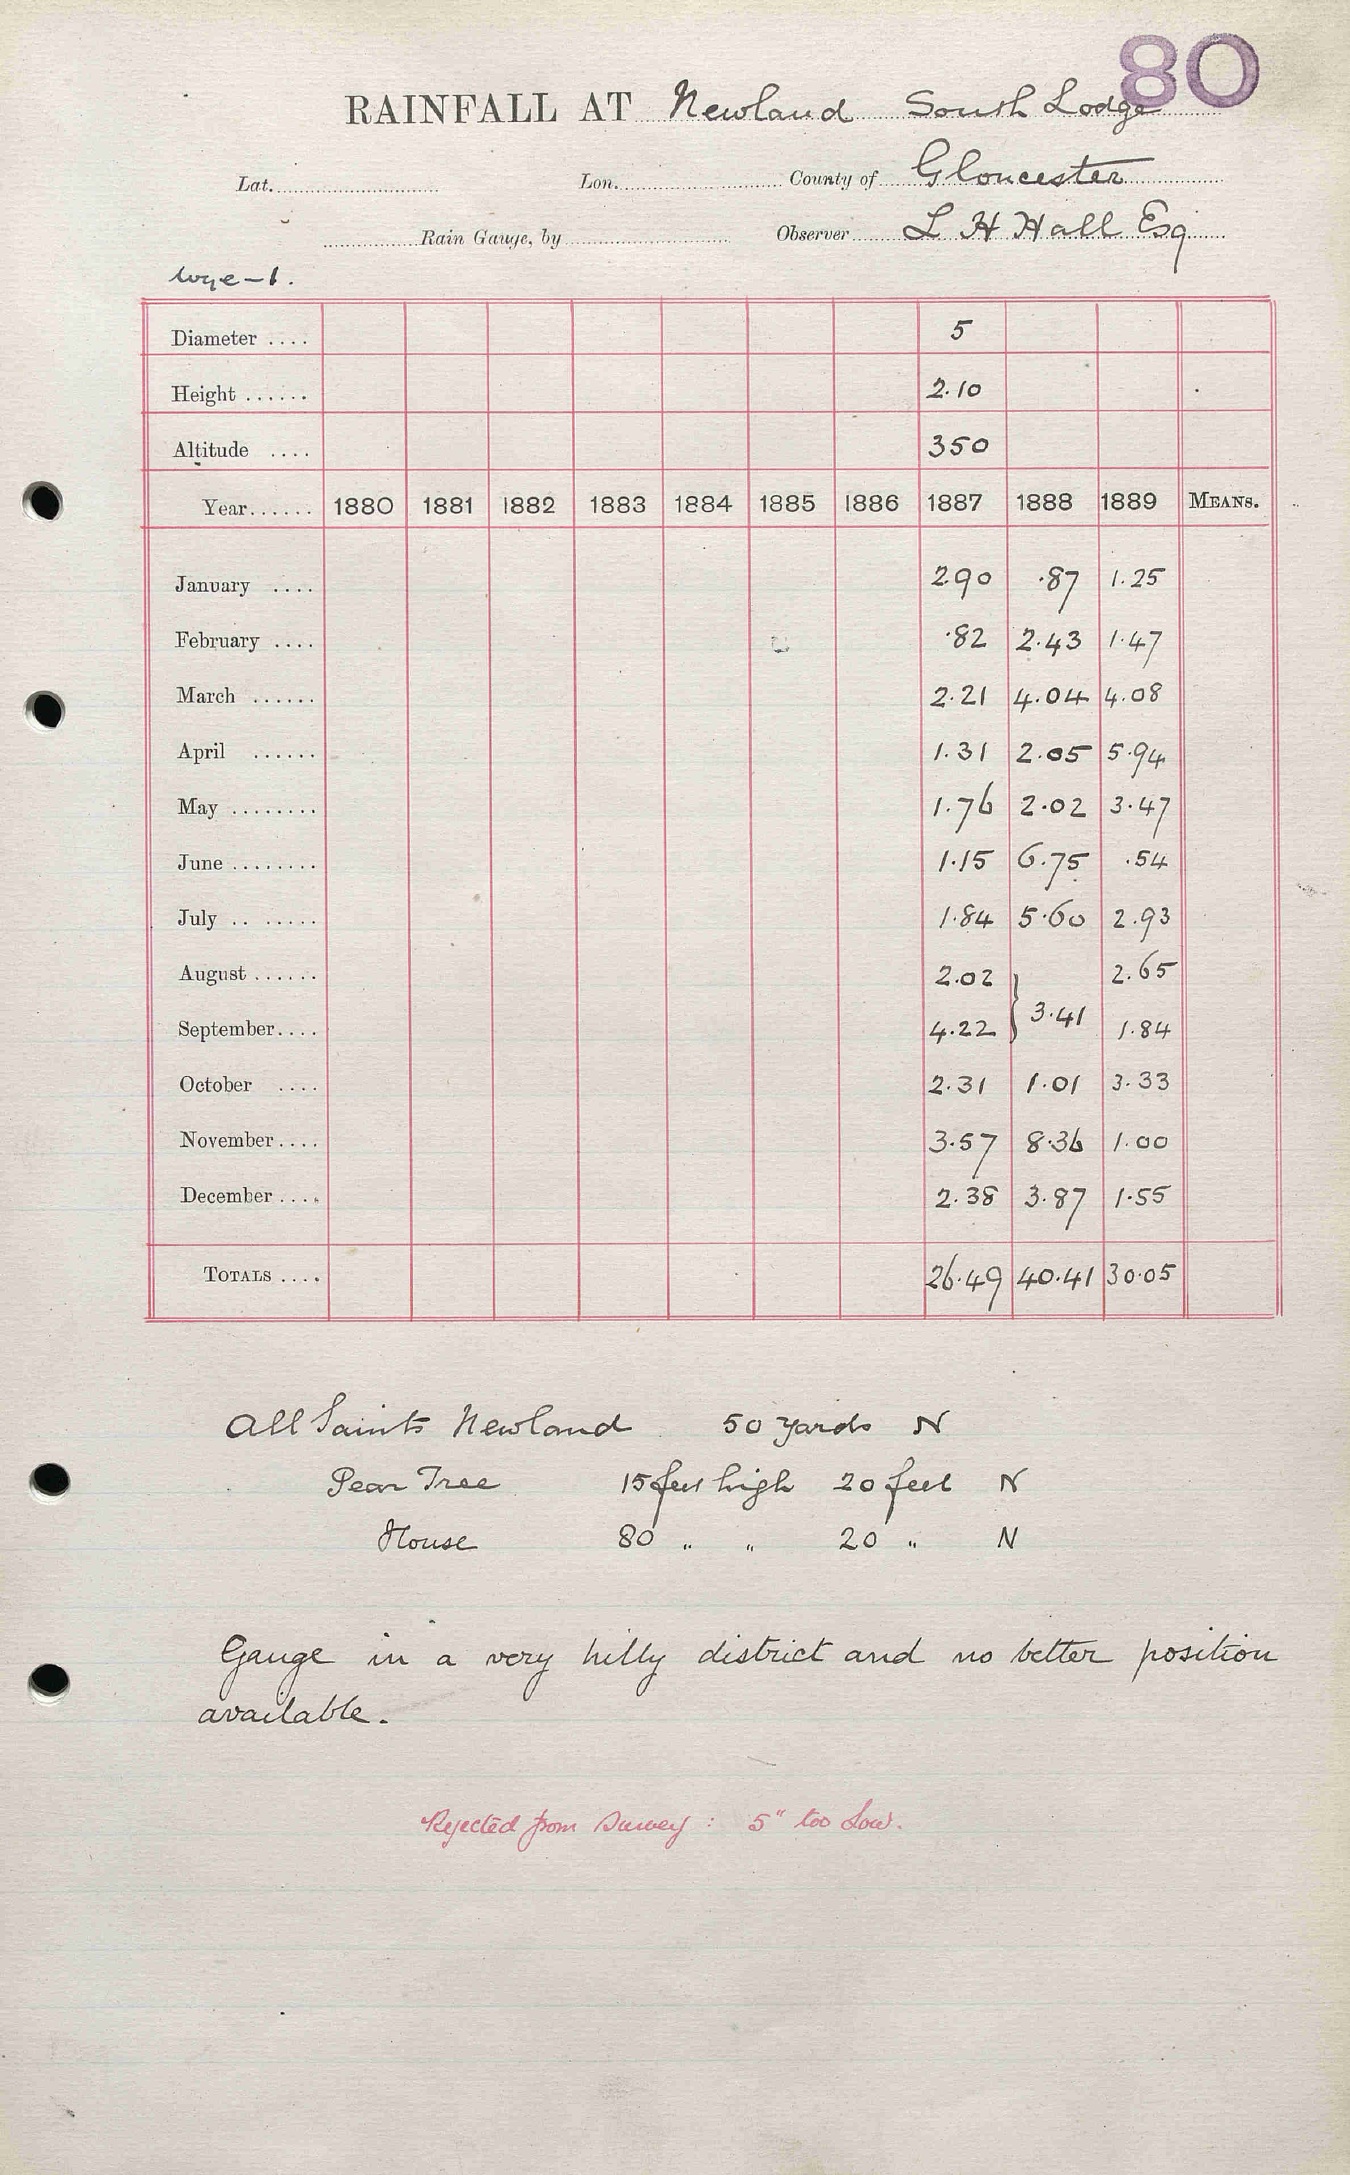 80
RAINFALL AT Newland South Lodge
Lat. Lon. County of Gloucester
Rain Gauge, by Observer L H Hall Esq
Wye-1.
Diameter .... 5
Height ...... 2.10
Altitude .... 350
Year...... 1880 1881 1882 1883 1884 1885 1886 1887 1888 1889 MEANS.
January .... 2.90 .87 1.25
February .... .82 2.43 1.47
March ...... 2.21 4.04 4.08
April ...... 1.31 2.05 5.94
May ........ 1.76 2.02 3.47
June ........ 1.15 6.75 .54
July .. ...... 1.84 5.60 2.93
August ...... 2.02 } 2.65
September.... 4.22 3.41 1.84
October .... 2.31 1.01 3.33
November.... 3.57 8.36 1.00
December .... 2.38 3.87 1.55
TOTALS .... 26.49 40.41 30.05
All Saints Newland 50 yards N
Pear Tree 15 feet high 20 feet N
House 80 " " 20 " N
Gauge in a very hilly district and no better position
available.
Rejected from Survey : 5" too low.